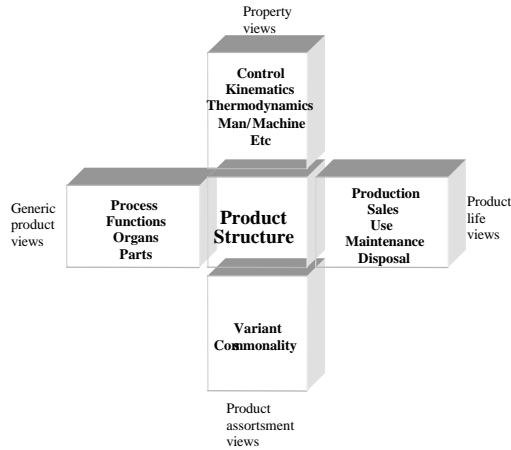 Property
views
Control
Kinematics
Thermodynamics
Man/Machine
Etc
Generic
product
views
Process
Functions
Organs
Parts
Product
Structure
Production
Sales
Use
Maintenance
Disposal
Product
life
views
Variant
Commonality
Product
assortsment
views